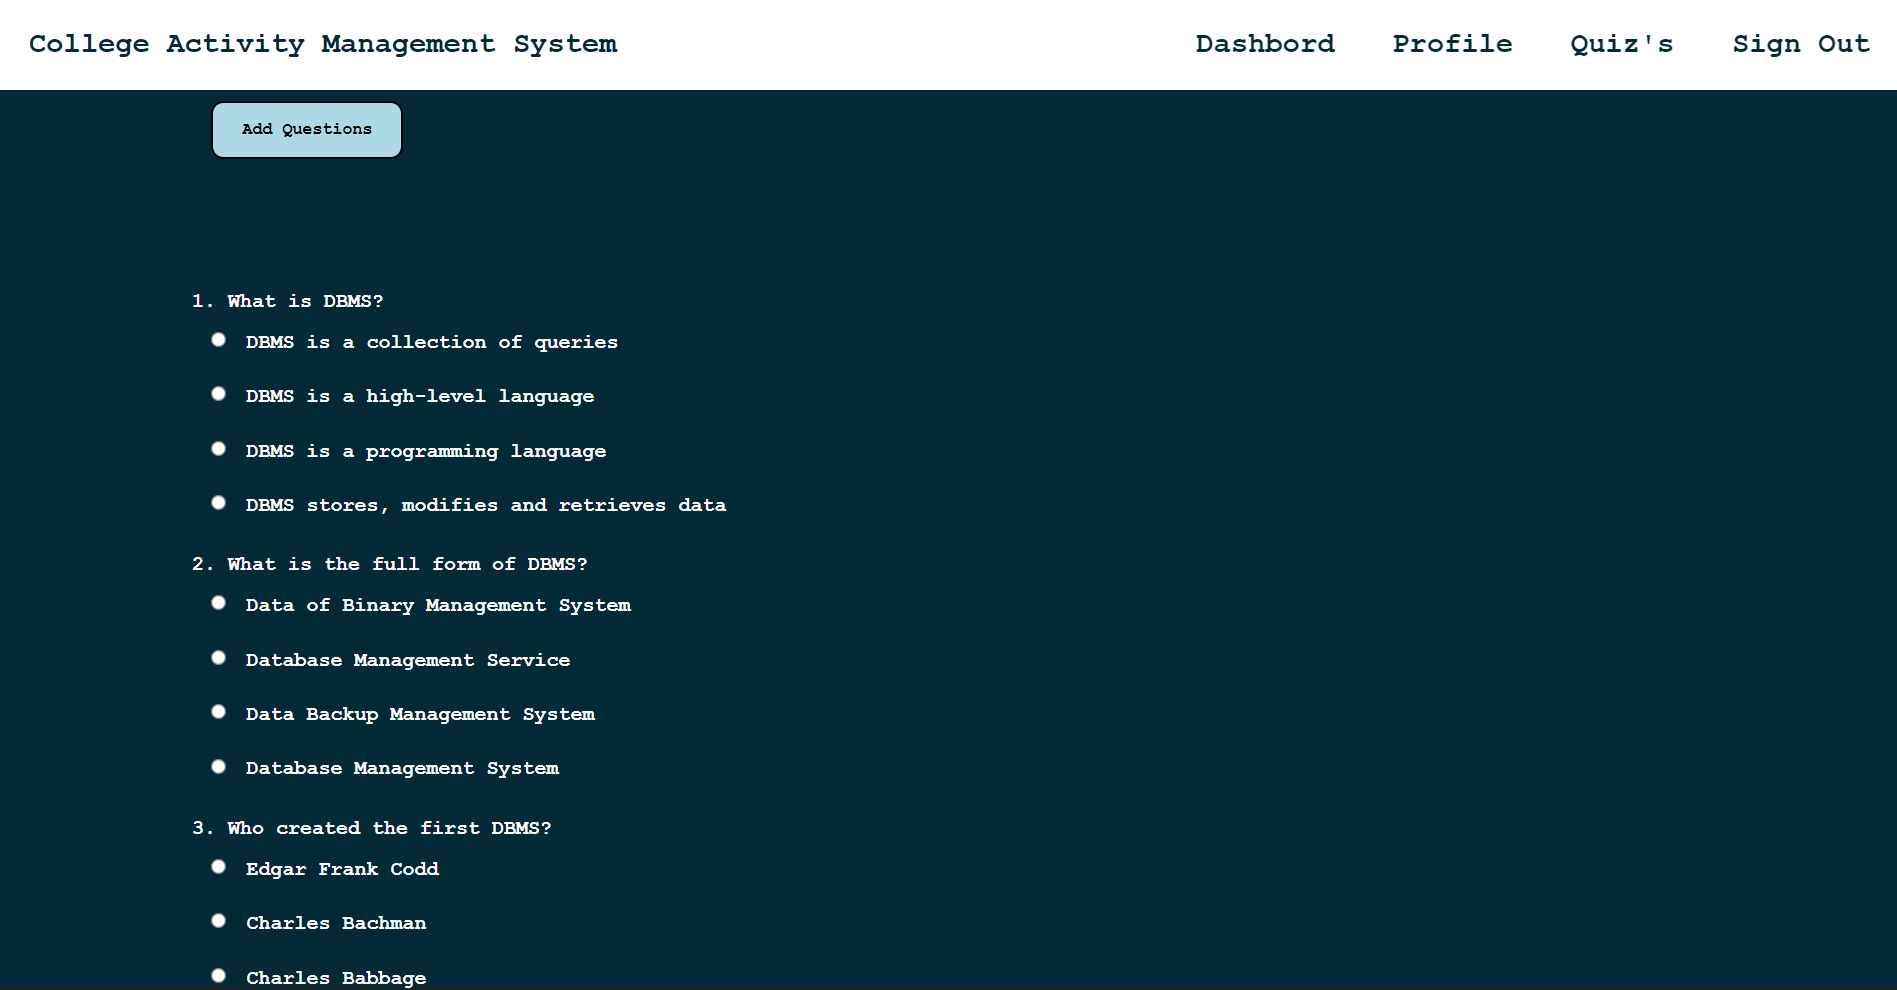 College Activity Management System Dashbord Profile Quiz's Sign Out
Add Questions
1. What is DBMS?
DBMS is a collection of queries
DBMS is a high-level language
DBMS is a programming language
DBMS stores, modifies and retrieves data
2. What is the full form of DBMS?
Data of Binary Management System
Database Management Service
Data Backup Management System
Database Management System
3. Who created the first DBMS?
Edgar Frank Codd
Charles Bachman
Charles Babbage